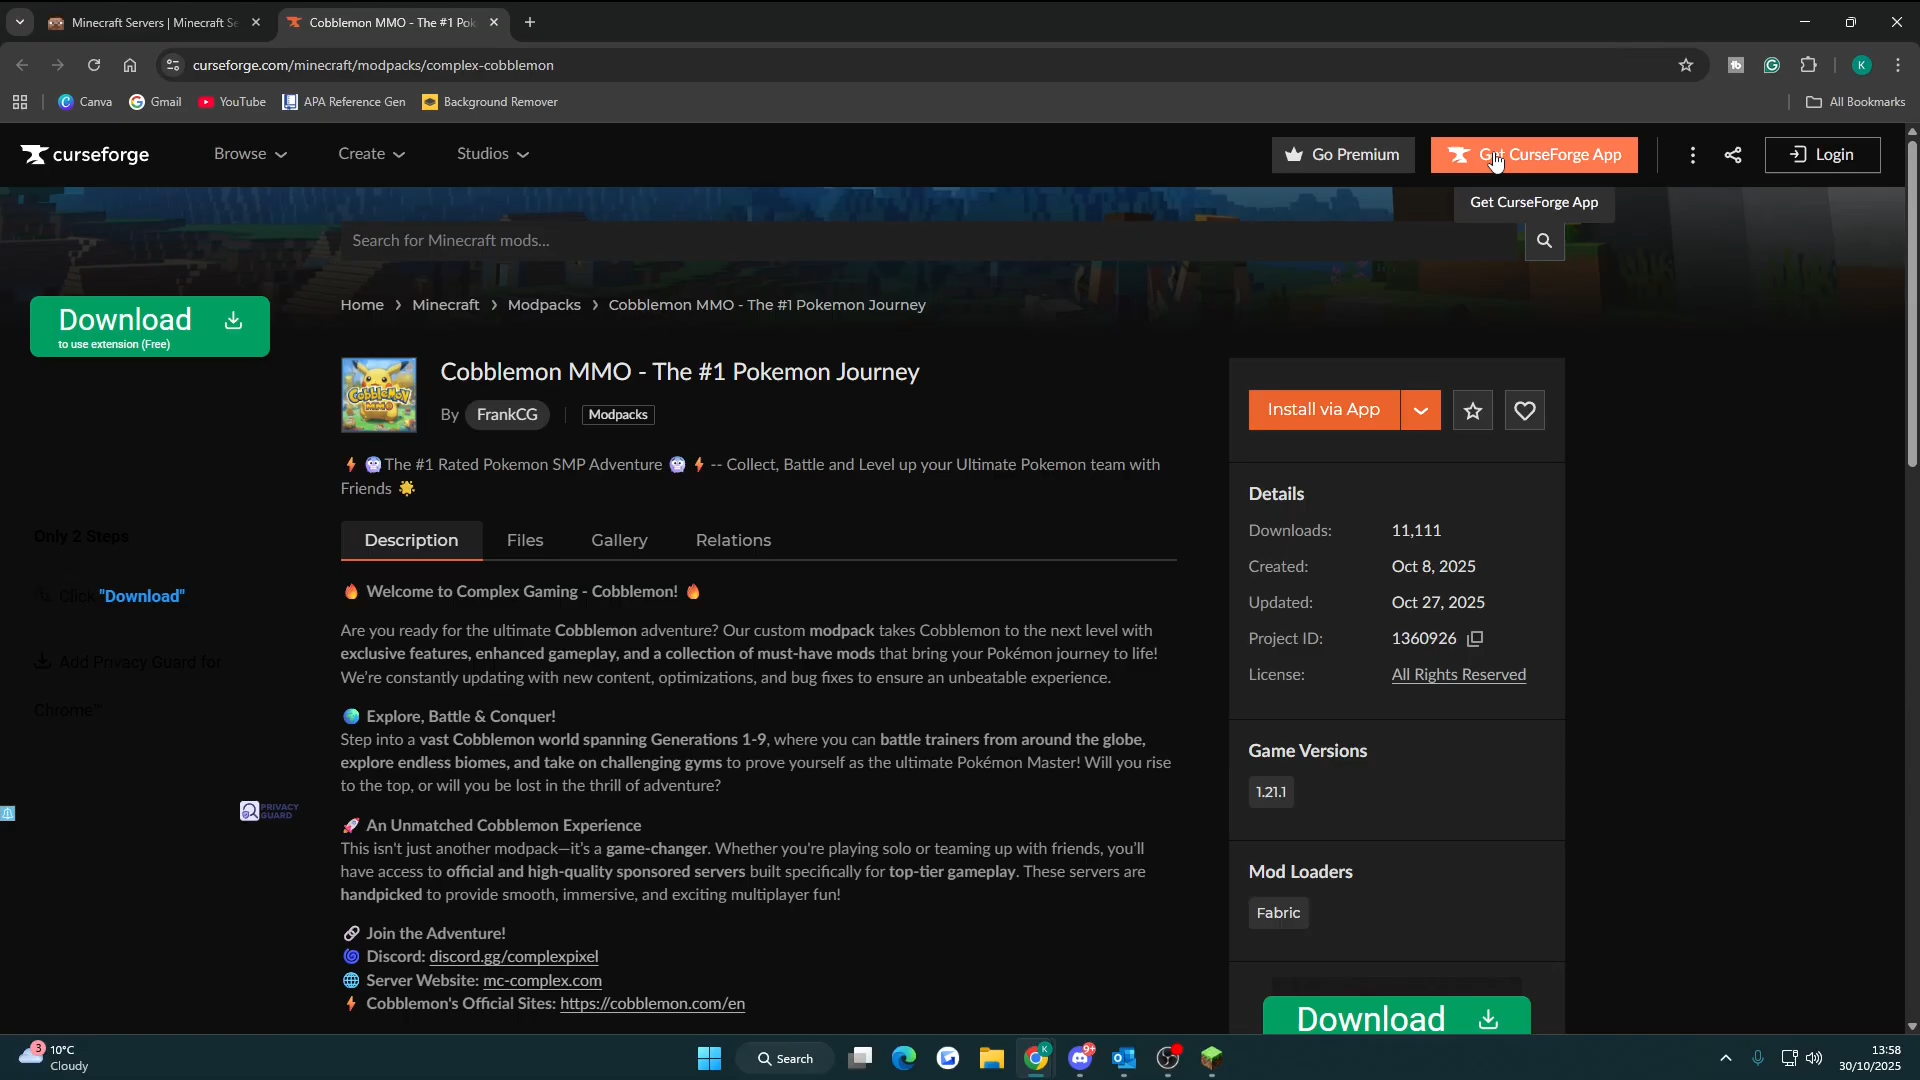 Minecraft Servers | Minecraft Se
Cobblemon MMO - The #1 Pok
curseforge.com/minecraft/modpacks/complex-cobblemon
K
Canva
Gmail
YouTube
APA Reference Gen
Background Remover
All Bookmarks
curseforge
Browse
Create
Studios
Go Premium
Get CurseForge App
Login
Get CurseForge App
Search for Minecraft mods...
Download
to use extension (Free)
Home > Minecraft > Modpacks > Cobblemon MMO - The #1 Pokemon Journey
COBBLEMON
MMO
Cobblemon MMO - The #1 Pokemon Journey
By FrankCG
Modpacks
The #1 Rated Pokemon SMP Adventure -- Collect, Battle and Level up your Ultimate Pokemon team with
Friends
Install via App
Only 2 Steps
Click "Download"
Add Privacy Guard for
Chrome™
PRIVACY
GUARD
Description
Files
Gallery
Relations
Welcome to Complex Gaming - Cobblemon!
Are you ready for the ultimate Cobblemon adventure? Our custom modpack takes Cobblemon to the next level with
exclusive features, enhanced gameplay, and a collection of must-have mods that bring your Pokémon journey to life!
We're constantly updating with new content, optimizations, and bug fixes to ensure an unbeatable experience.
Explore, Battle & Conquer!
Step into a vast Cobblemon world spanning Generations 1-9, where you can battle trainers from around the globe,
explore endless biomes, and take on challenging gyms to prove yourself as the ultimate Pokémon Master! Will you rise
to the top, or will you be lost in the thrill of adventure?
An Unmatched Cobblemon Experience
This isn't just another modpack—it's a game-changer. Whether you're playing solo or teaming up with friends, you'll
have access to official and high-quality sponsored servers built specifically for top-tier gameplay. These servers are
handpicked to provide smooth, immersive, and exciting multiplayer fun!
Join the Adventure!
Discord: discord.gg/complexpixel
Server Website: mc-complex.com
Cobblemon's Official Sites: https://cobblemon.com/en
Details
Downloads: 11,111
Created: Oct 8, 2025
Updated: Oct 27, 2025
Project ID: 1360926
License: All Rights Reserved
Game Versions
1.21.1
Mod Loaders
Fabric
Download
3
10°C
Cloudy
Search
K
9+
13:58
30/10/2025